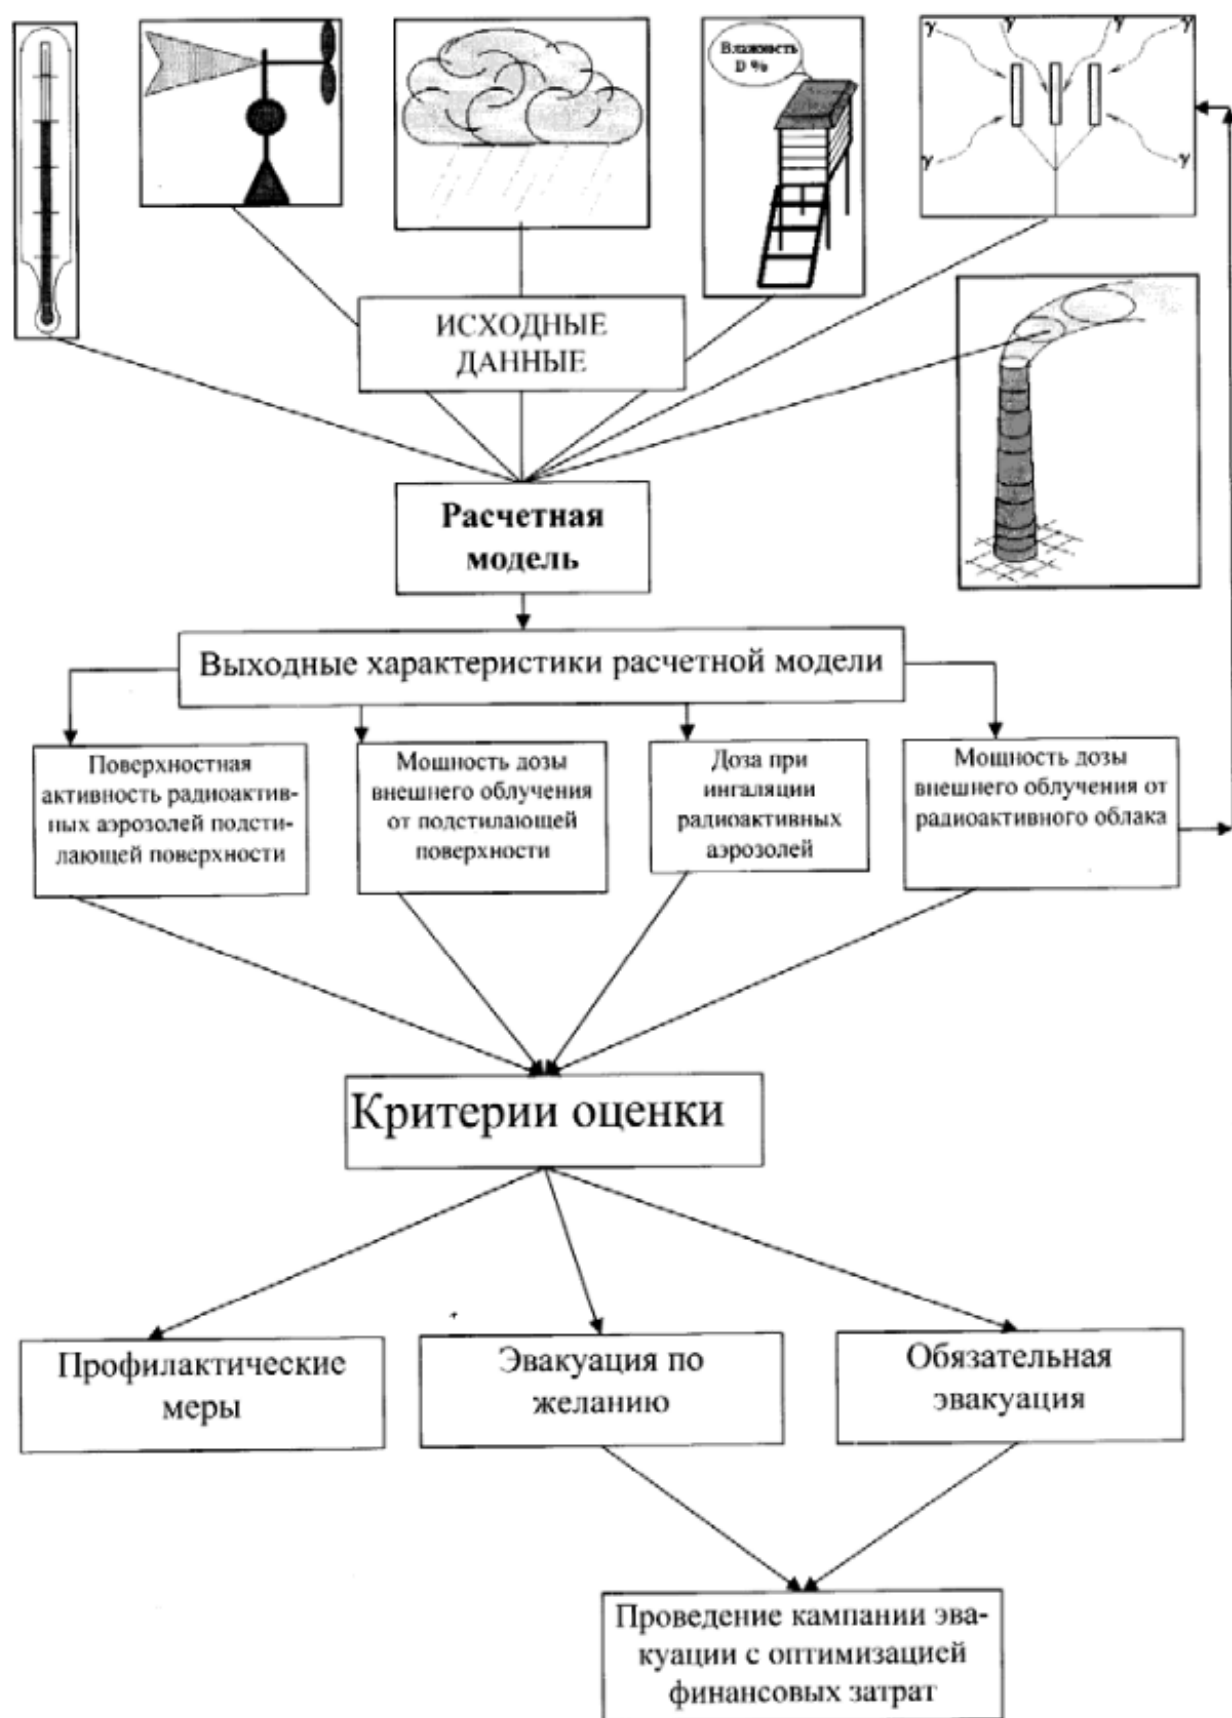 Влажность
D %
γ
γ
γ
γ
γ
γ
γ
ИСХОДНЫЕ
ДАННЫЕ
Расчетная
модель
Выходные характеристики расчетной модели
Поверхностная
активность радиоактив-
ных аэрозолей подсти-
лающей поверхности
Мощность дозы
внешнего облучения
от подстилающей
поверхности
Доза при
ингаляции
радиоактивных
аэрозолей
Мощность дозы
внешнего облучения от
радиоактивного облака
Критерии оценки
Профилактические
меры
Эвакуация по
желанию
Обязательная
эвакуация
Проведение кампании эва-
куации с оптимизацией
финансовых затрат